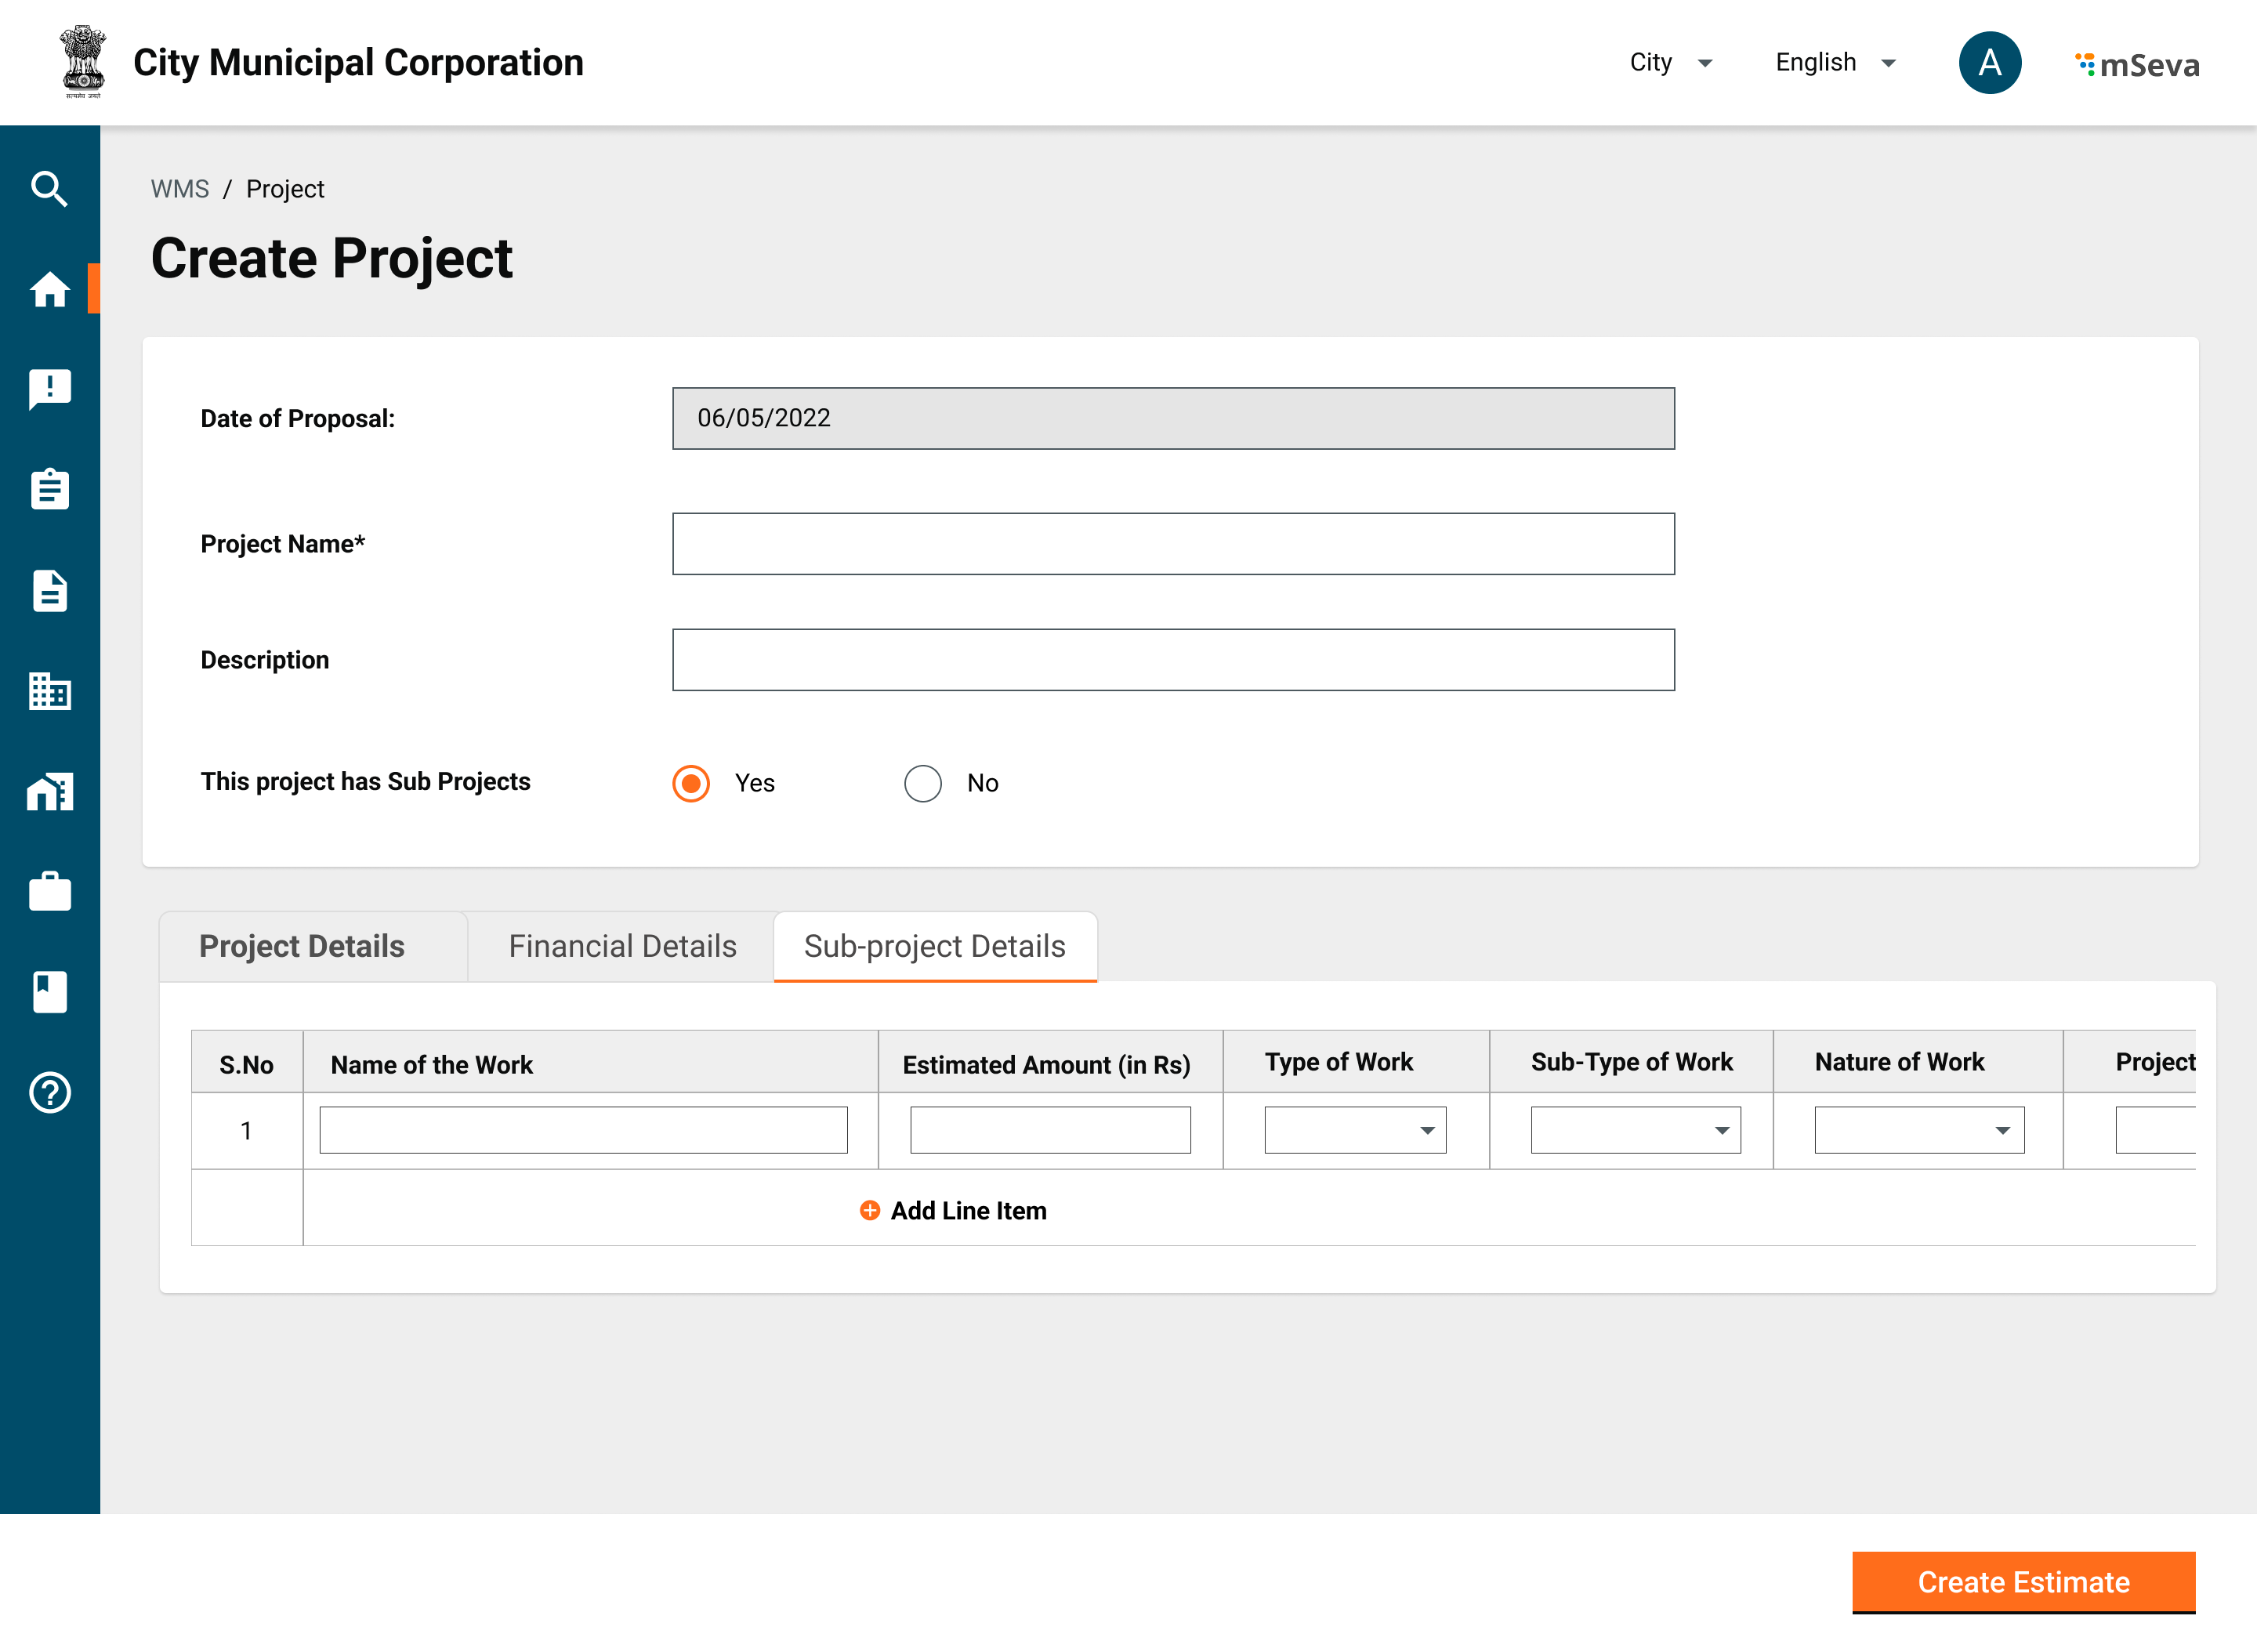 City Municipal Corporation
City
English
A
mSeva
सत्यमेव जयते
WMS / Project
Create Project
Date of Proposal:
06/05/2022
Project Name*
Description
This project has Sub Projects
Yes
No
Project Details
Financial Details
Sub-project Details
S.No
Name of the Work
Estimated Amount (in Rs)
Type of Work
Sub-Type of Work
Nature of Work
Project
1
Add Line Item
Create Estimate